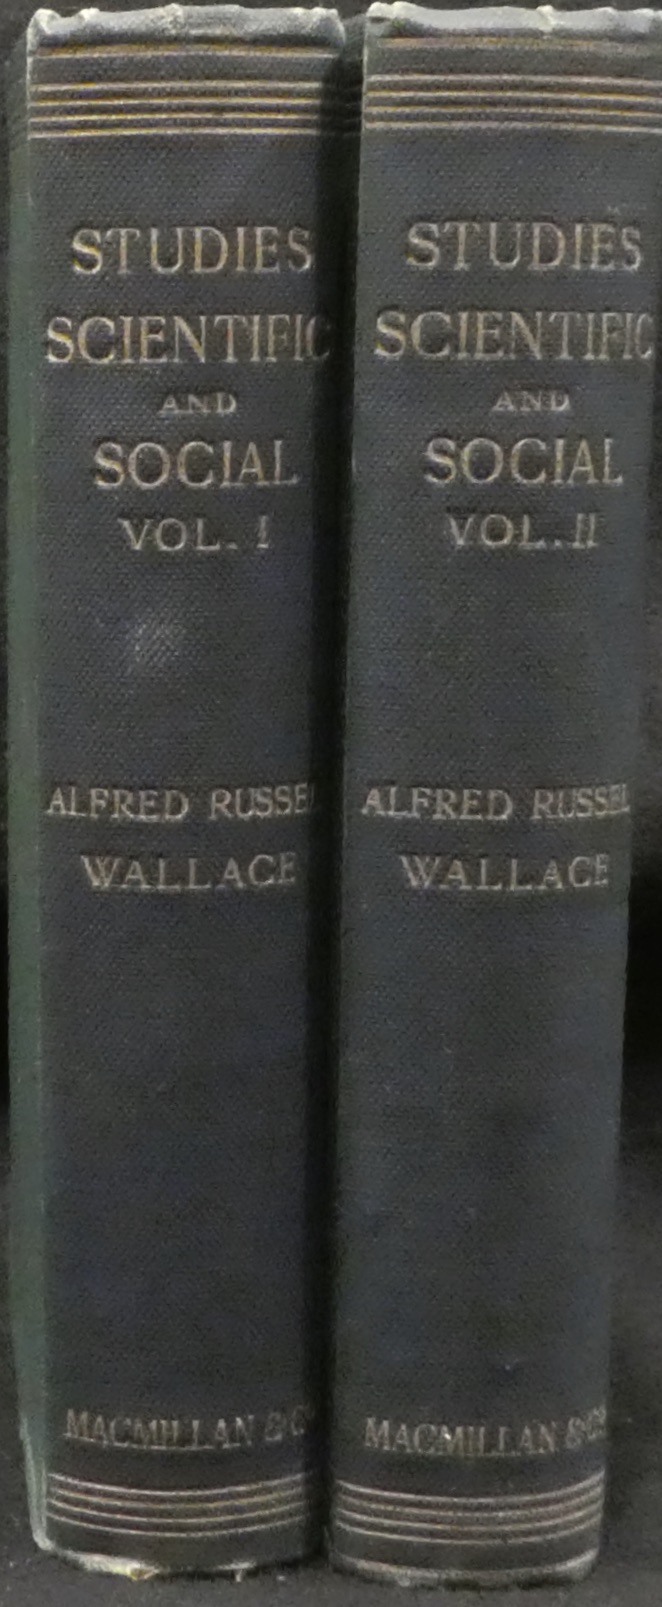 STUDIES
SCIENTIFIC
AND
SOCIAL
VOL. I
ALFRED RUSSEL
WALLACE
MACMILLAN & Co.
STUDIES
SCIENTIFIC
AND
SOCIAL
VOL. II
ALFRED RUSSEL
WALLACE
MACMILLAN & Co.